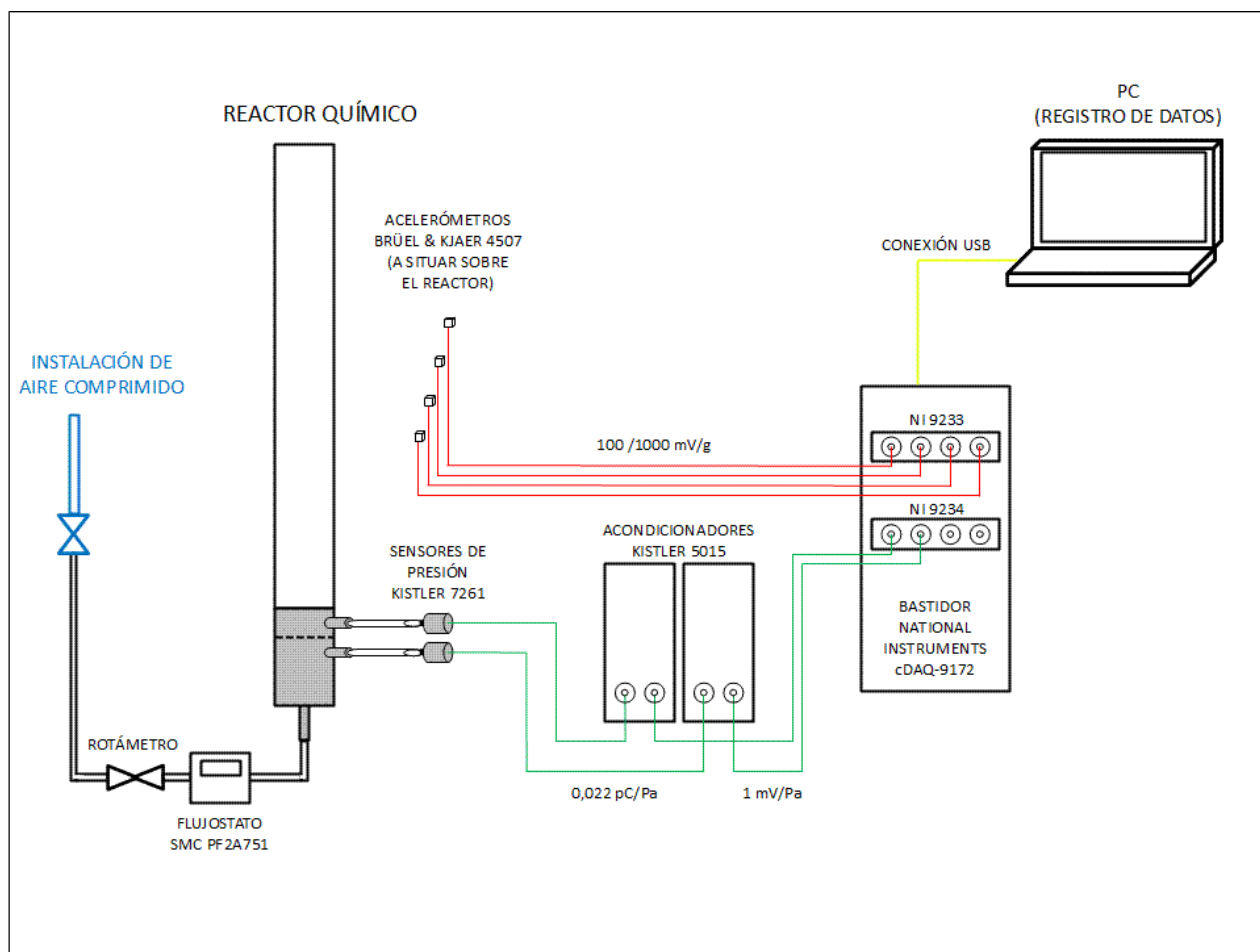 REACTOR QUÍMICO
PC
(REGISTRO DE DATOS)
ACELERÓMETROS
BRÜEL & KJAER 4507
(A SITUAR SOBRE
EL REACTOR)
CONEXIÓN USB
INSTALACIÓN DE
AIRE COMPRIMIDO
NI 9233
100 /1000 mV/g
NI 9234
ACONDICIONADORES
KISTLER 5015
SENSORES DE
PRESIÓN
KISTLER 7261
BASTIDOR
NATIONAL
INSTRUMENTS
cDAQ-9172
ROTÁMETRO
0,022 pC/Pa
1 mV/Pa
FLUJOSTATO
SMC PF2A751